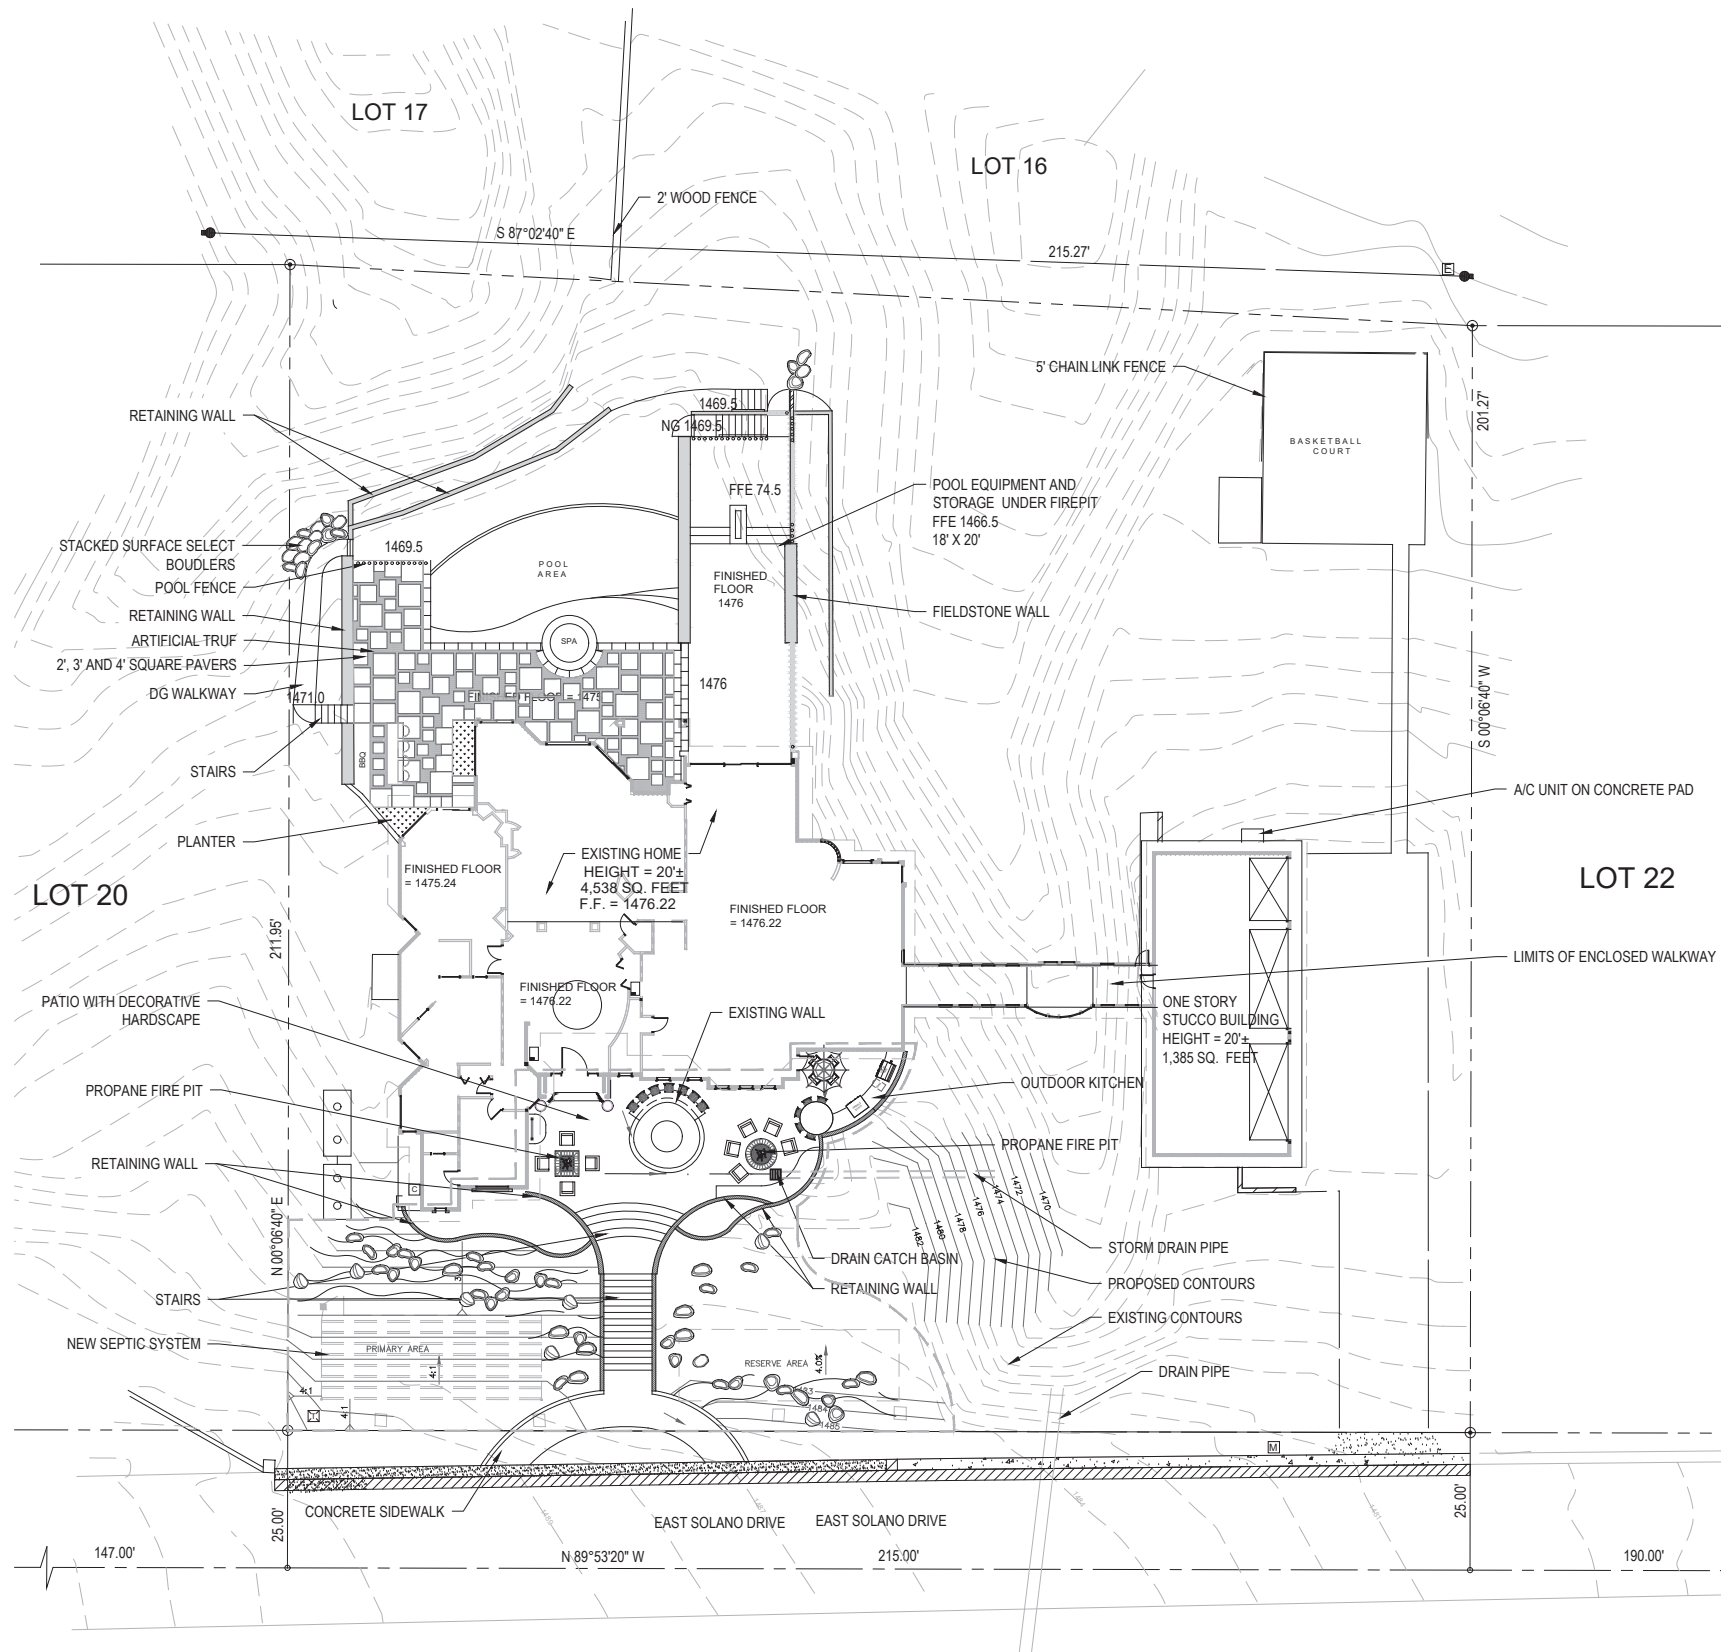 LOT 17
LOT 16
2' WOOD FENCE
S 87°02'40" E
215.27'
E
5' CHAIN LINK FENCE
201.27'
RETAINING WALL
1469.5
NG 1469.5
BASKETBALL
COURT
FFE 74.5
POOL EQUIPMENT AND
STORAGE UNDER FIREPIT
FFE 1466.5
18' X 20'
STACKED SURFACE SELECT
BOUDLERS
1469.5
POOL
AREA
POOL FENCE
FINISHED
FLOOR
1476
FIELDSTONE WALL
RETAINING WALL
ARTIFICIAL TRUF
2', 3' AND 4' SQUARE PAVERS
SPA
DG WALKWAY
1471.0
FINISHED FLOOR = 1475
1476
S 00°06'40" W
STAIRS
BBQ
A/C UNIT ON CONCRETE PAD
PLANTER
EXISTING HOME
HEIGHT = 20'±
4,538 SQ. FEET
F.F. = 1476.22
FINISHED FLOOR
= 1475.24
LOT 20
LOT 22
FINISHED FLOOR
= 1476.22
211.95'
LIMITS OF ENCLOSED WALKWAY
FINISHED FLOOR
= 1476.22
PATIO WITH DECORATIVE
HARDSCAPE
EXISTING WALL
ONE STORY
STUCCO BUILDING
HEIGHT = 20'±
1,385 SQ. FEET
PROPANE FIRE PIT
OUTDOOR KITCHEN
PROPANE FIRE PIT
RETAINING WALL
C
1482
1480
1478
1476
1474
1472
1470
N 00°06'40" E
DRAIN CATCH BASIN
STORM DRAIN PIPE
RETAINING WALL
PROPOSED CONTOURS
STAIRS
EXISTING CONTOURS
NEW SEPTIC SYSTEM
PRIMARY AREA
4:1
RESERVE AREA
4.0%
DRAIN PIPE
4:1
4:1
1483
1484
1485
M
CONCRETE SIDEWALK
25.00'
EAST SOLANO DRIVE
EAST SOLANO DRIVE
25.00'
147.00'
N 89°53'20" W
215.00'
190.00'